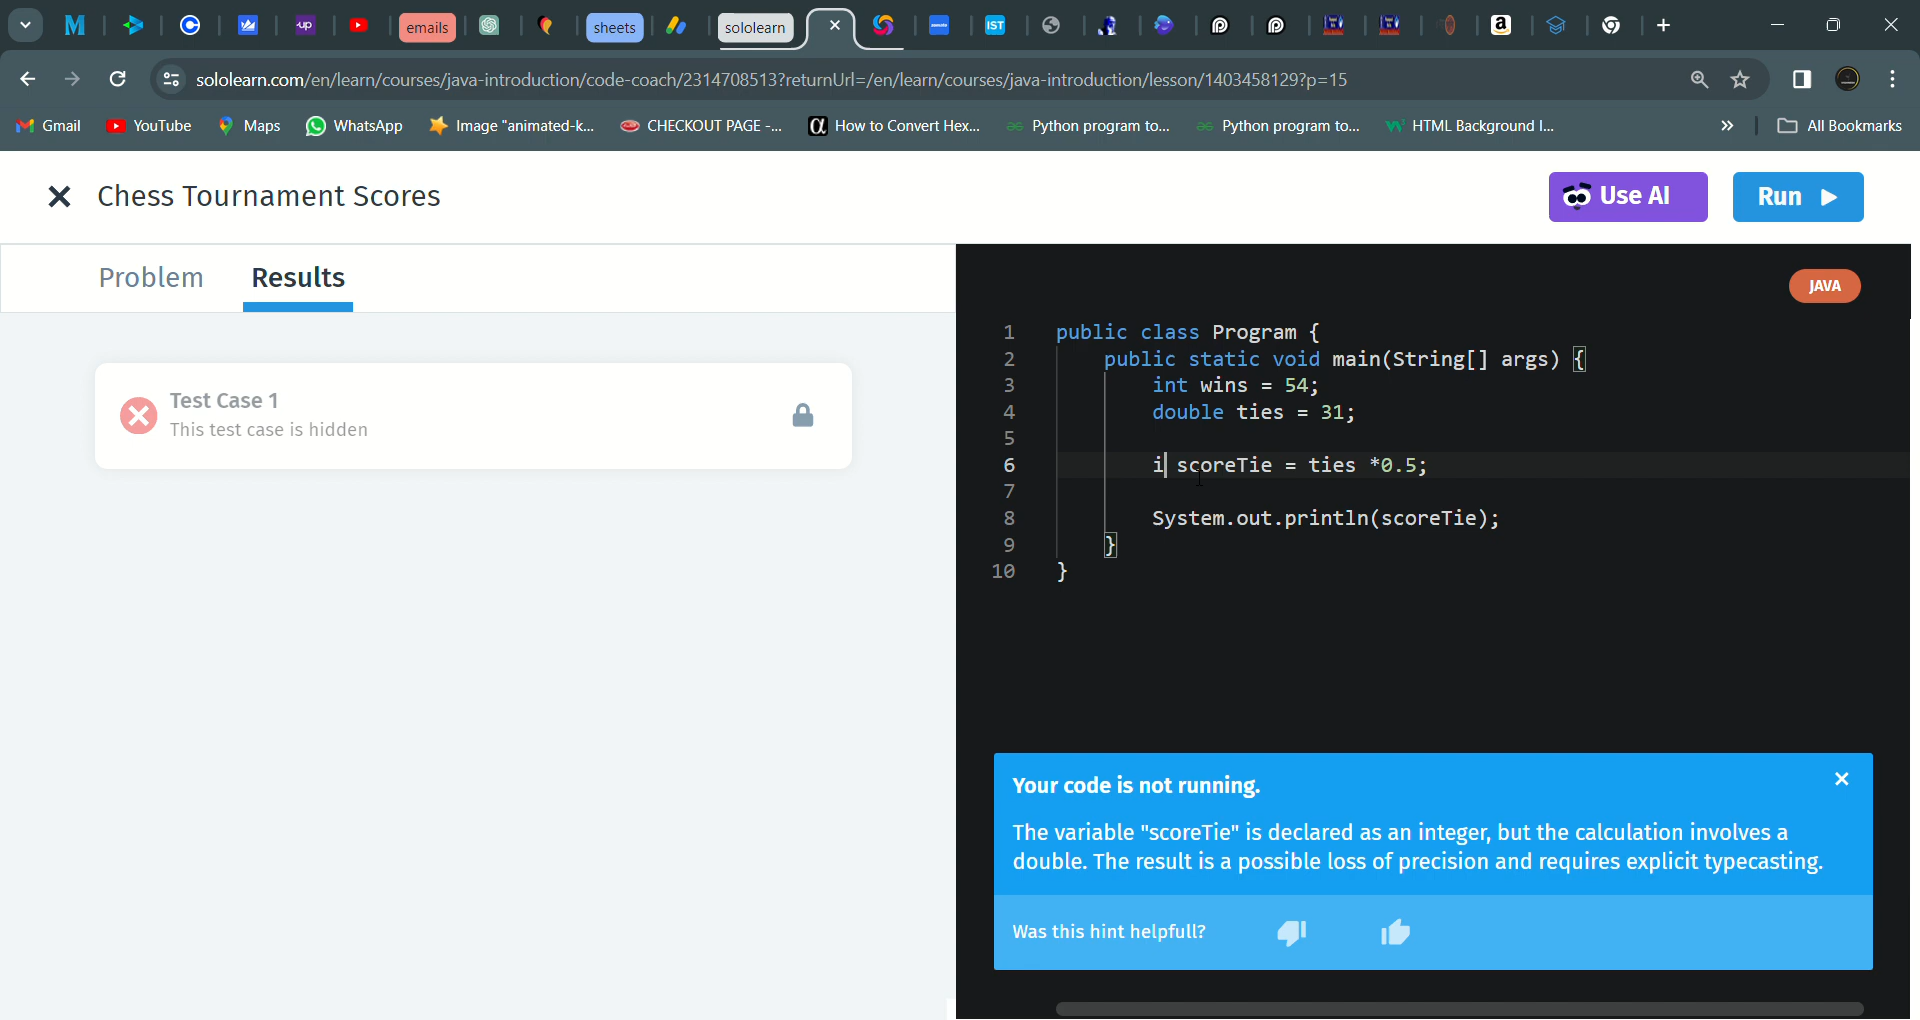 emails
sheets
sololearn
sololearn.com/en/learn/courses/java-introduction/code-coach/2314708513?returnUrl=/en/learn/courses/java-introduction/lesson/1403458129?p=15
Gmail
YouTube
Maps
WhatsApp
Image "animated-k...
CHECKOUT PAGE -...
How to Convert Hex...
Python program to...
Python program to...
HTML Background I...
»
All Bookmarks
Chess Tournament Scores
Use AI
Run
Problem
Results
JAVA
Test Case 1
This test case is hidden
1 public class Program {
2 public static void main(String[] args) {
3 int wins = 54;
4 double ties = 31;
5
6 i scoreTie = ties *0.5;
7
8 System.out.println(scoreTie);
9 }
10 }
Your code is not running.
The variable "scoreTie" is declared as an integer, but the calculation involves a
double. The result is a possible loss of precision and requires explicit typecasting.
Was this hint helpfull?